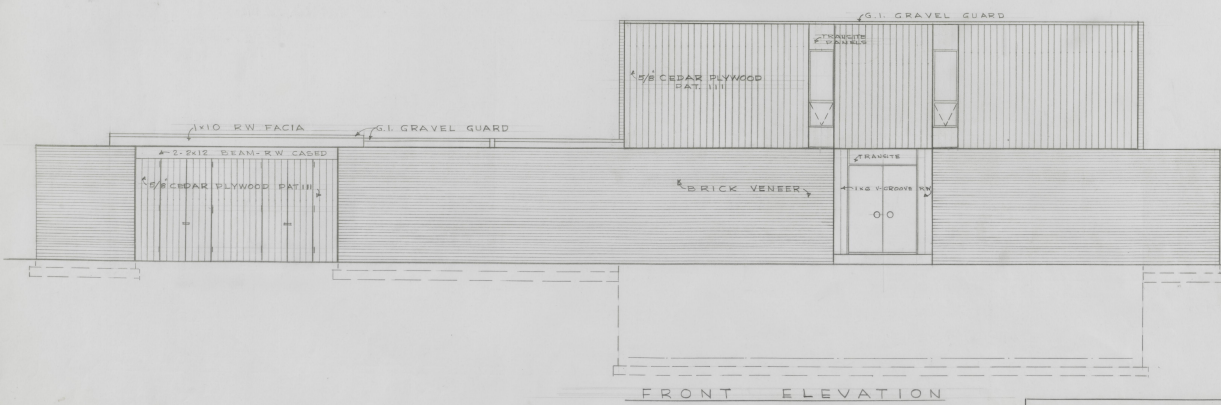 G.I. GRAVEL GUARD
TRANSITE
PANELS
5/8" CEDAR PLYWOOD
PAT. 111
1x10 RW FACIA
G.I. GRAVEL GUARD
2-2x12 BEAM-R.W. CASED
5/8" CEDAR PLYWOOD PAT. 111
BRICK VENEER
TRANSITE
1x6 V-GROOVE RW
FRONT ELEVATION